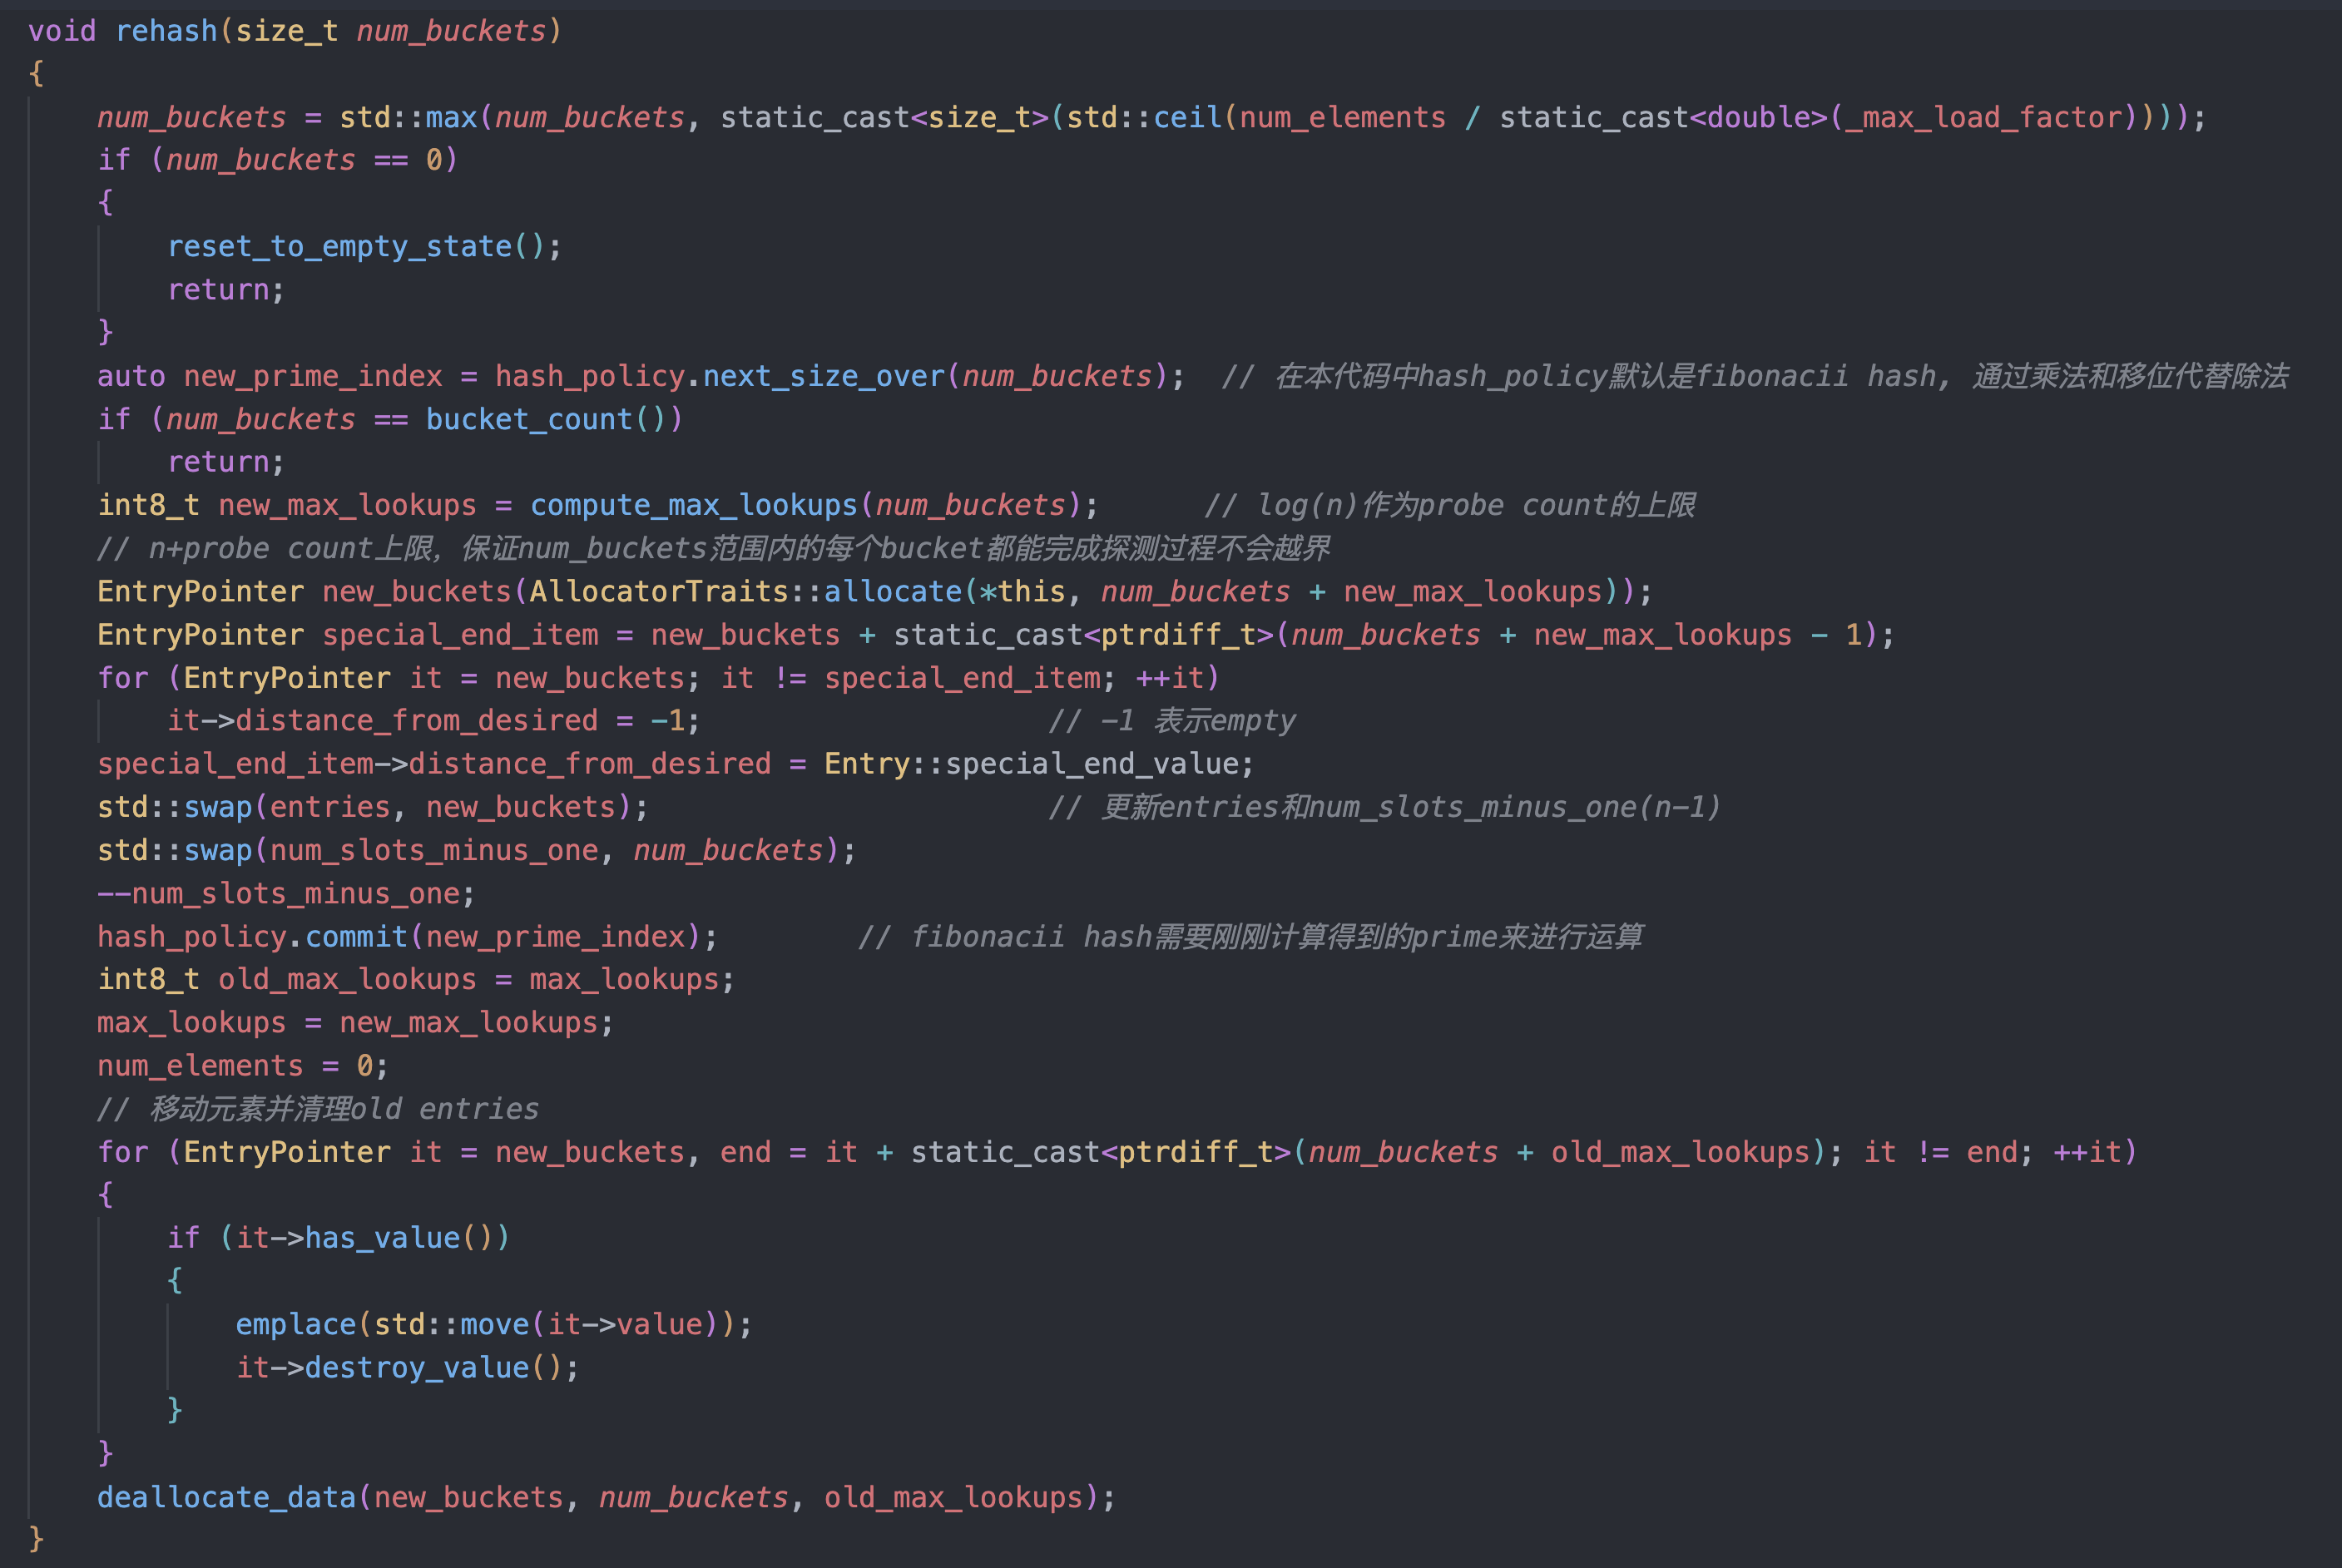 void rehash(size_t num_buckets)
{
    num_buckets = std::max(num_buckets, static_cast<size_t>(std::ceil(num_elements / static_cast<double>(_max_load_factor))));
    if (num_buckets == 0)
    {
        reset_to_empty_state();
        return;
    }
    auto new_prime_index = hash_policy.next_size_over(num_buckets);  // 在本代码中hash_policy默认是fibonacii hash, 通过乘法和移位代替除法
    if (num_buckets == bucket_count())
        return;
    int8_t new_max_lookups = compute_max_lookups(num_buckets);      // log(n)作为probe count的上限
    // n+probe count上限，保证num_buckets范围内的每个bucket都能完成探测过程不会越界
    EntryPointer new_buckets(AllocatorTraits::allocate(*this, num_buckets + new_max_lookups));
    EntryPointer special_end_item = new_buckets + static_cast<ptrdiff_t>(num_buckets + new_max_lookups - 1);
    for (EntryPointer it = new_buckets; it != special_end_item; ++it)
        it->distance_from_desired = -1;                    // -1 表示empty
    special_end_item->distance_from_desired = Entry::special_end_value;
    std::swap(entries, new_buckets);                       // 更新entries和num_slots_minus_one(n-1)
    std::swap(num_slots_minus_one, num_buckets);
    --num_slots_minus_one;
    hash_policy.commit(new_prime_index);        // fibonacii hash需要刚刚计算得到的prime来进行运算
    int8_t old_max_lookups = max_lookups;
    max_lookups = new_max_lookups;
    num_elements = 0;
    // 移动元素并清理old entries
    for (EntryPointer it = new_buckets, end = it + static_cast<ptrdiff_t>(num_buckets + old_max_lookups); it != end; ++it)
    {
        if (it->has_value())
        {
            emplace(std::move(it->value));
            it->destroy_value();
        }
    }
    deallocate_data(new_buckets, num_buckets, old_max_lookups);
}